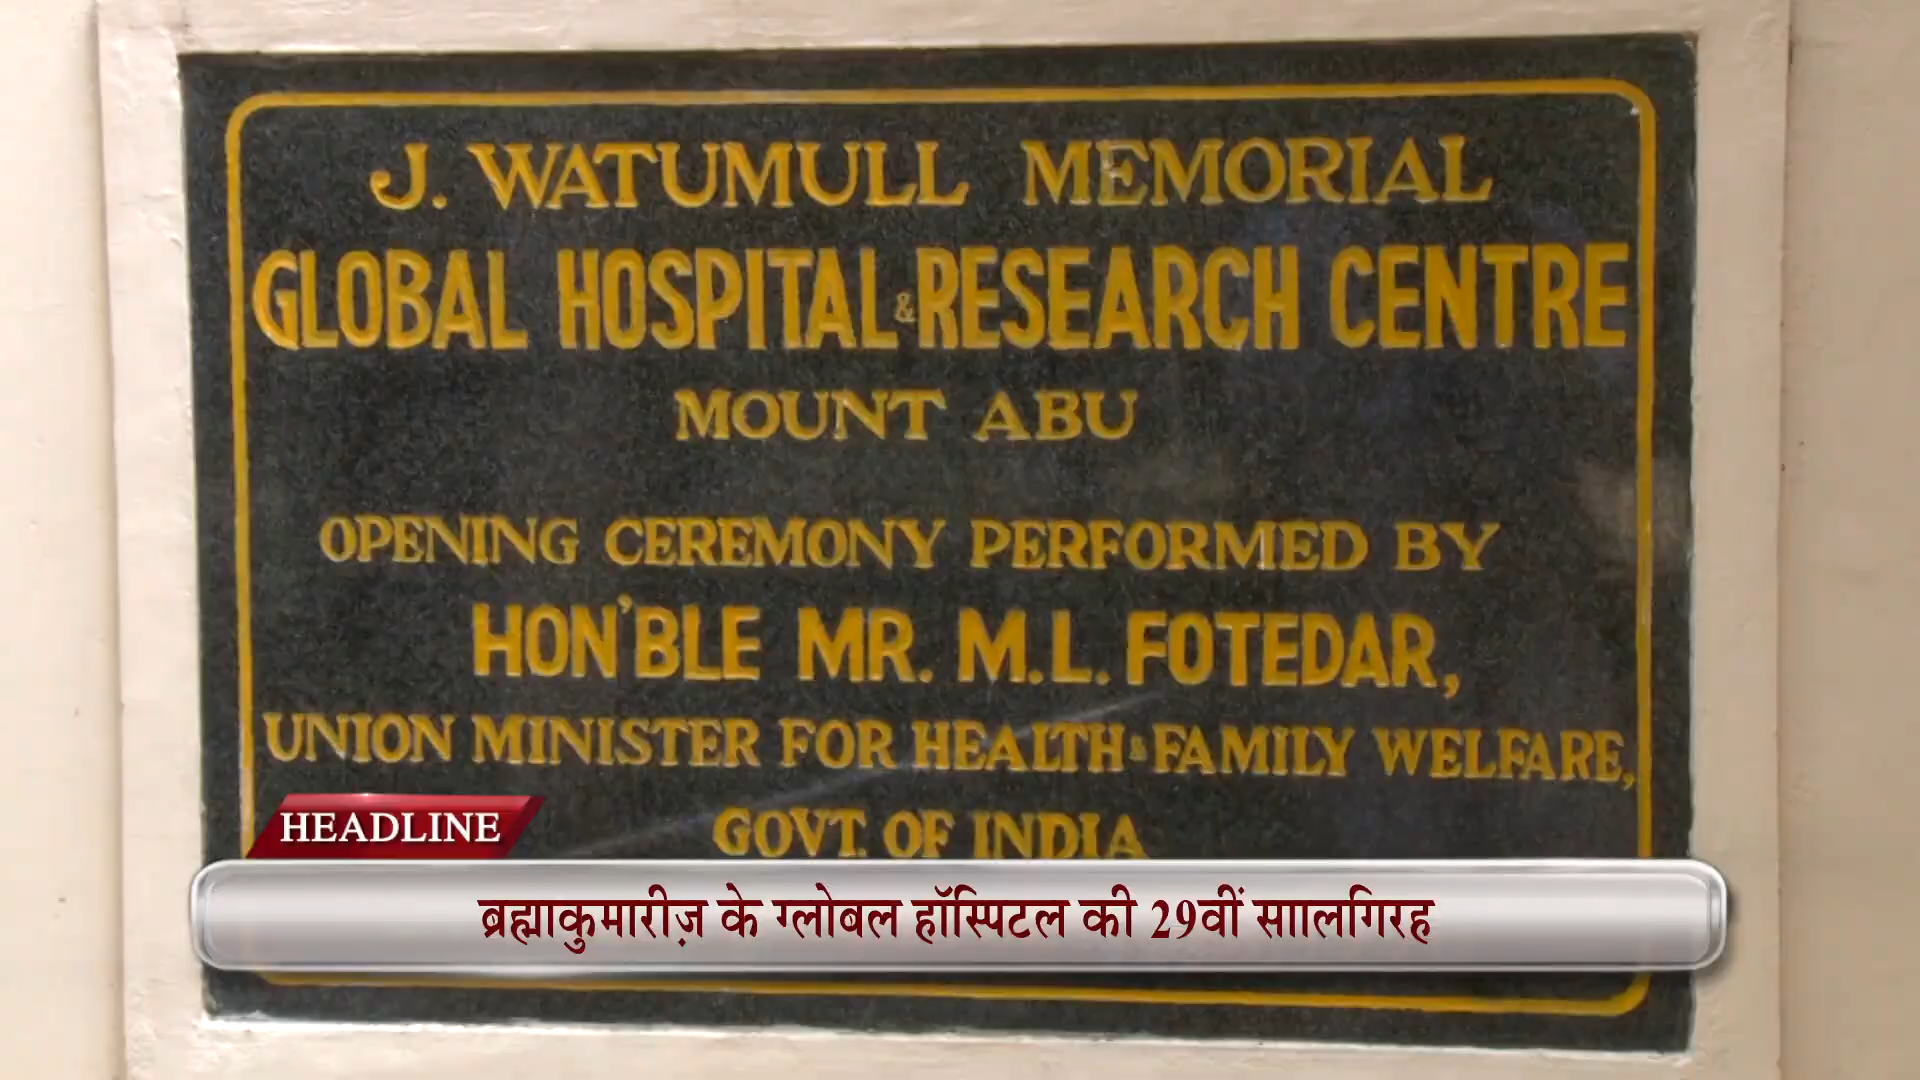 J. WATUMULL MEMORIAL
GLOBAL HOSPITAL & RESEARCH CENTRE
MOUNT ABU
OPENING CEREMONY PERFORMED BY
HON'BLE MR. M.L. FOTEDAR,
UNION MINISTER FOR HEALTH & FAMILY WELFARE,
GOVT. OF INDIA
HEADLINE
ब्रह्माकुमारीज़ के ग्लोबल हॉस्पिटल की 29वीं साालगिरह